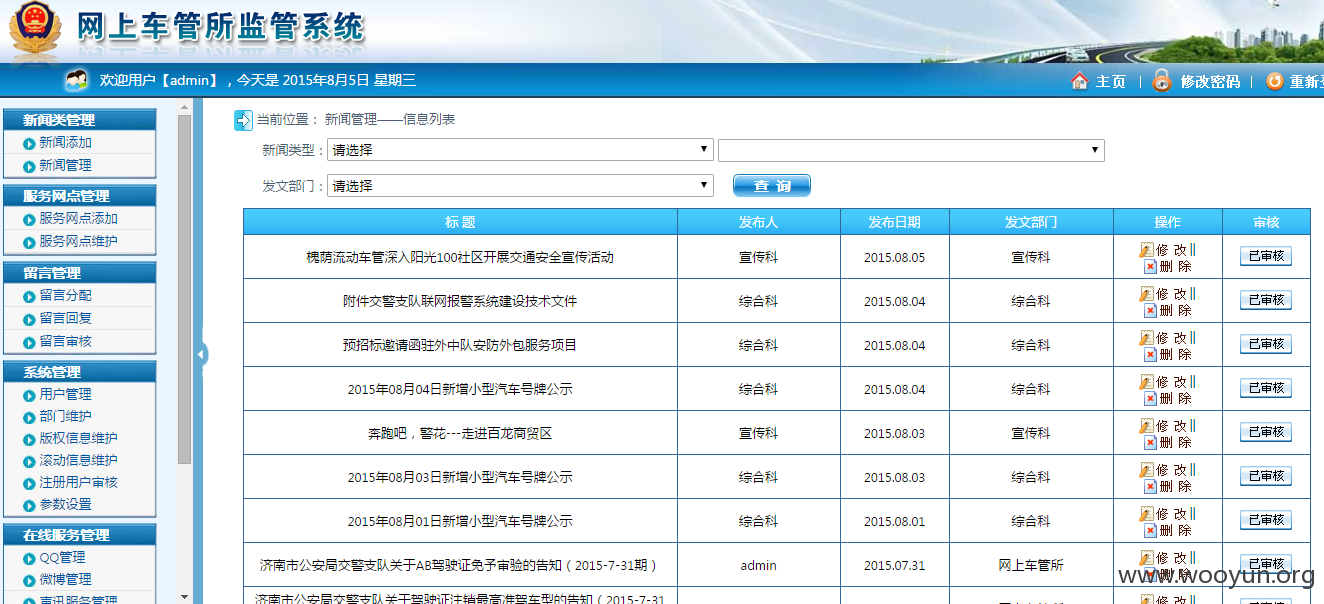 网上车管所监管系统
欢迎用户【admin】，今天是 2015年8月5日 星期三
主页 | 修改密码 | 重新
新闻类管理
新闻添加
新闻管理
服务网点管理
服务网点添加
服务网点维护
留言管理
留言分配
留言回复
留言审核
系统管理
用户管理
部门维护
版权信息维护
滚动信息维护
注册用户审核
参数设置
在线服务管理
QQ管理
微博管理
当前位置： 新闻管理——信息列表
新闻类型： 请选择
发文部门： 请选择 查 询
标 题 发布人 发布日期 发文部门 操作 审核
槐荫流动车管深入阳光100社区开展交通安全宣传活动 宣传科 2015.08.05 宣传科 修 改|| 删 除 已审核
附件交警支队联网报警系统建设技术文件 综合科 2015.08.04 综合科 修 改|| 删 除 已审核
预招标邀请函驻外中队安防外包服务项目 综合科 2015.08.04 综合科 修 改|| 删 除 已审核
2015年08月04日新增小型汽车号牌公示 综合科 2015.08.04 综合科 修 改|| 删 除 已审核
奔跑吧，警花---走进百龙商贸区 宣传科 2015.08.03 宣传科 修 改|| 删 除 已审核
2015年08月03日新增小型汽车号牌公示 综合科 2015.08.03 综合科 修 改|| 删 除 已审核
2015年08月01日新增小型汽车号牌公示 综合科 2015.08.01 综合科 修 改|| 删 除 已审核
济南市公安局交警支队关于AB驾驶证免予审验的告知（2015-7-31期） admin 2015.07.31 网上车管所 修 改|| 删 除 已审核
济南市公安局交警支队关于驾驶证注销最高准驾车型的告知（2015-7-31
www.wooyun.org